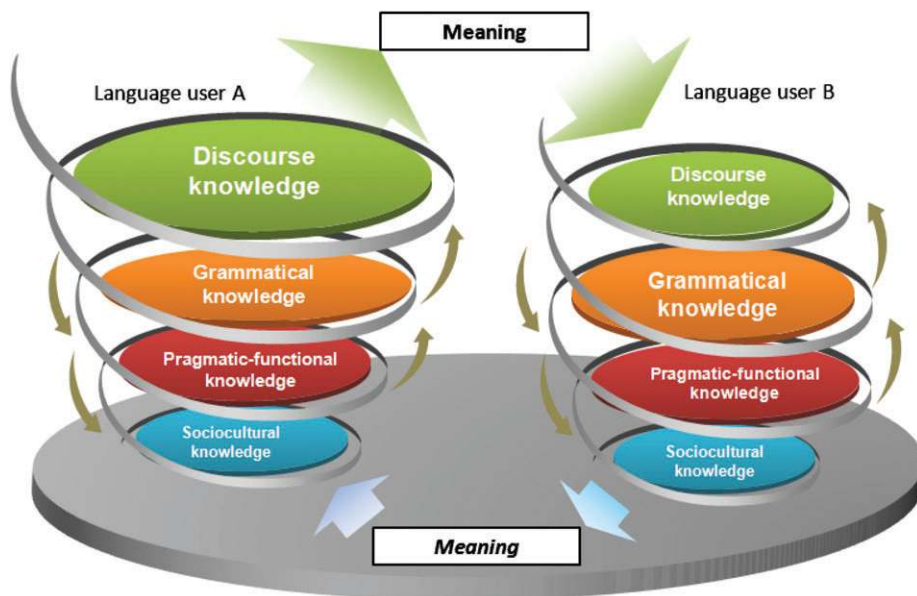 Meaning
Language user A
Language user B
Discourse
knowledge
Grammatical
knowledge
Pragmatic-functional
knowledge
Sociocultural
knowledge
Discourse
knowledge
Grammatical
knowledge
Pragmatic-functional
knowledge
Sociocultural
knowledge
Meaning